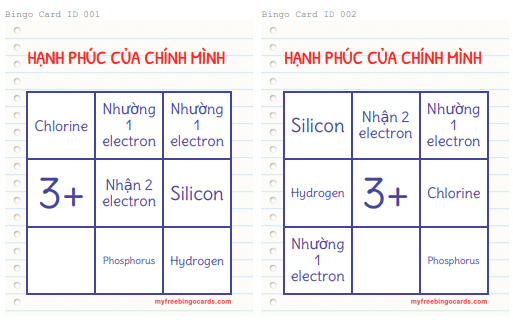 Bingo Card ID 001
HẠNH PHÚC CỦA CHÍNH MÌNH
Chlorine
Nhường
1
electron
Nhường
1
electron
3+
Nhận 2
electron
Silicon
Phosphorus
Hydrogen
myfreebingocards.com
Bingo Card ID 002
HẠNH PHÚC CỦA CHÍNH MÌNH
Silicon
Nhận 2
electron
Nhường
1
electron
Hydrogen
3+
Chlorine
Nhường
1
electron
Phosphorus
myfreebingocards.com